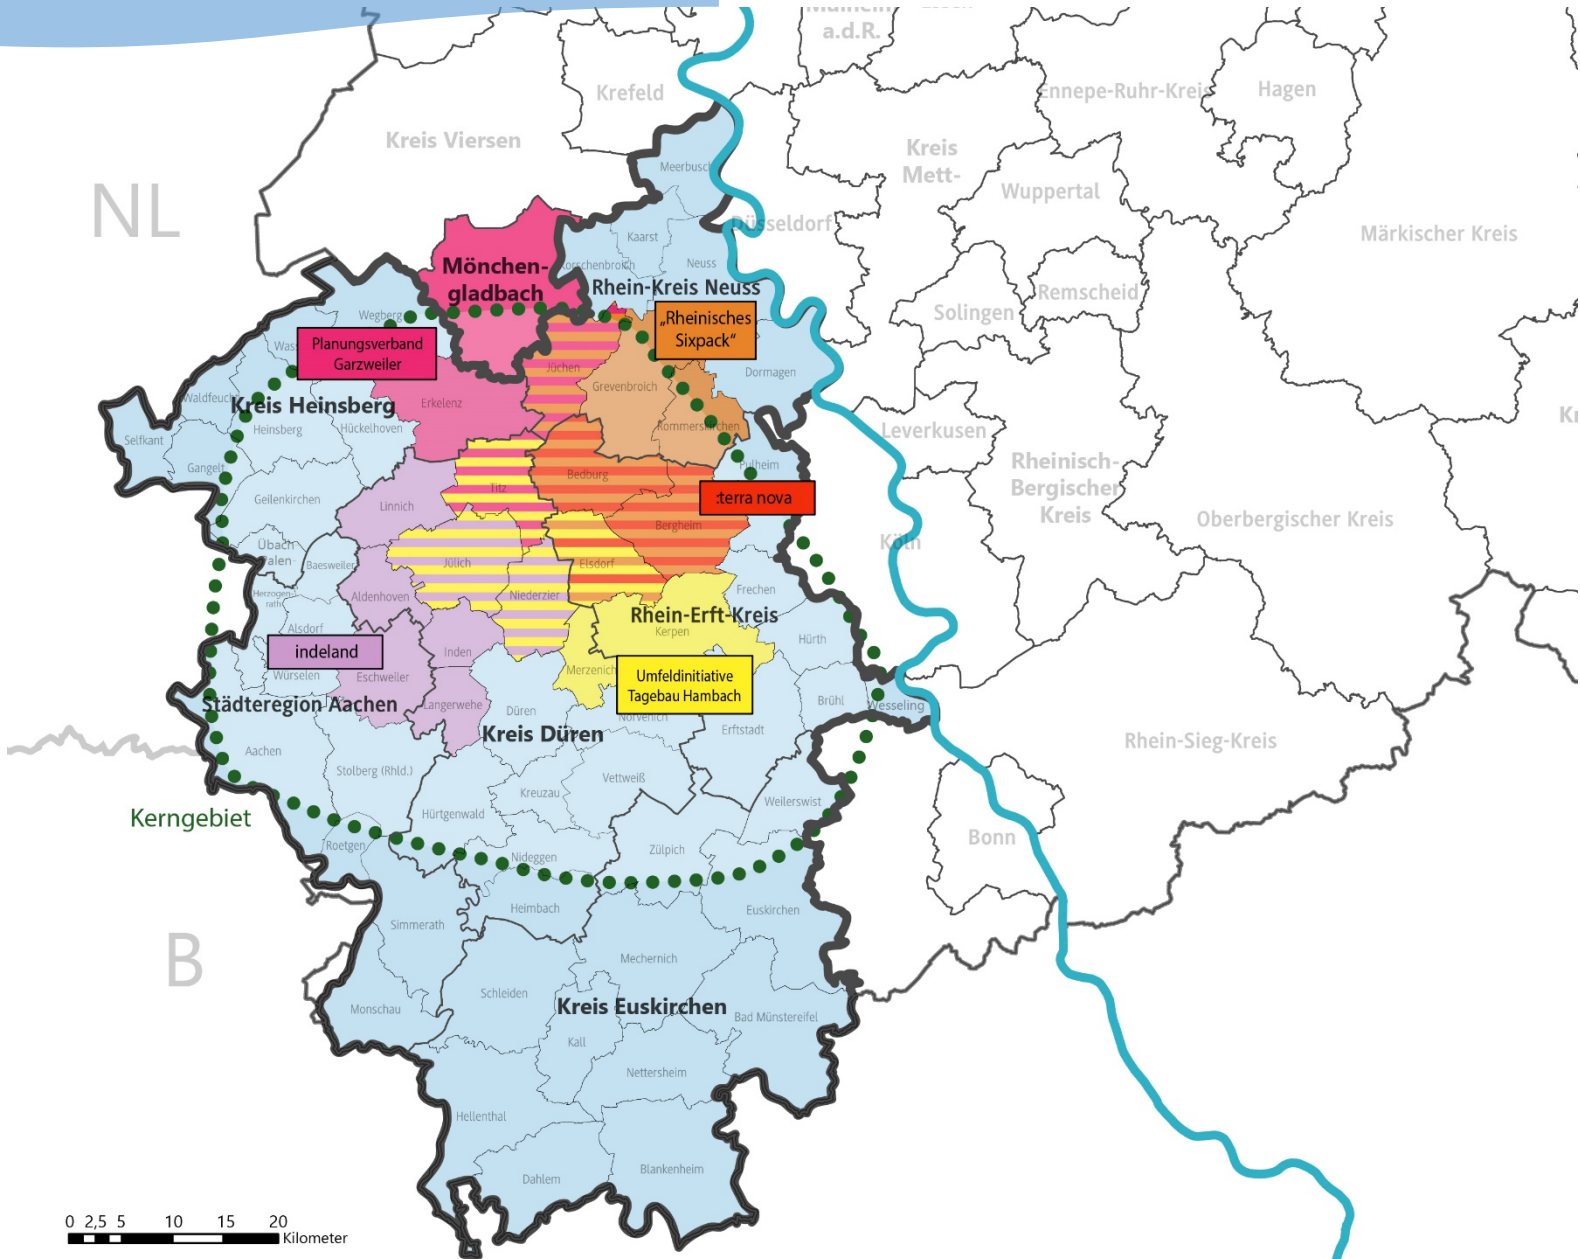 a.d.R.
Krefeld
Hagen
Ennepe-Ruhr-Kreis
Kreis Viersen
Kreis
Mett-
Meerbusch
Wuppertal
NL
Düsseldorf
Kaarst
Märkischer Kreis
Korschenbroich
Neuss
Mönchen-
gladbach
Rhein-Kreis Neuss
Remscheid
Solingen
Wegberg
„Rheinisches
Sixpack“
Planungsverband
Garzweiler
Jüchen
Dormagen
Grevenbroich
Waldfeucht
Kreis Heinsberg
Erkelenz
Heinsberg
Hückelhoven
Rommerskirchen
Leverkusen
Selfkant
Gangelt
Pulheim
Rheinisch-
Bergischer
Kreis
Bedburg
Titz
:terra nova
Geilenkirchen
Linnich
Oberbergischer Kreis
Bergheim
Köln
Übach
Palen-
Baesweiler
Jülich
Elsdorf
Frechen
Herzogen-
rath
Aldenhoven
Niederzier
Rhein-Erft-Kreis
Alsdorf
Kerpen
Hürth
indeland
Inden
Würselen
Eschweiler
Merzenich
Umfeldinitiative
Tagebau Hambach
Städteregion Aachen
Langerwehe
Düren
Nörvenich
Brühl
Wesseling
Kreis Düren
Erftstadt
Aachen
Rhein-Sieg-Kreis
Stolberg (Rhld.)
Vettweiß
Kreuzau
Weilerswist
Hürtgenwald
Kerngebiet
Bonn
Roetgen
Nideggen
Zülpich
Heimbach
Euskirchen
Simmerath
B
Mechernich
Schleiden
Kreis Euskirchen
Monschau
Bad Münstereifel
Kall
Nettersheim
Hellenthal
Blankenheim
Dahlem
0 2,5 5 10 15 20
Kilometer